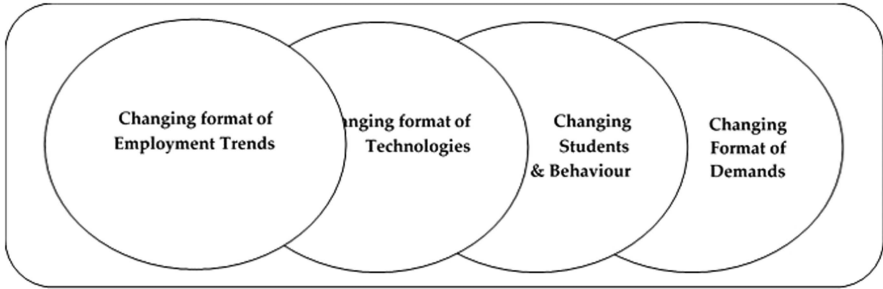 Changing format of
Employment Trends
nging format of
Technologies
Changing
Students
& Behaviour
Changing
Format of
Demands